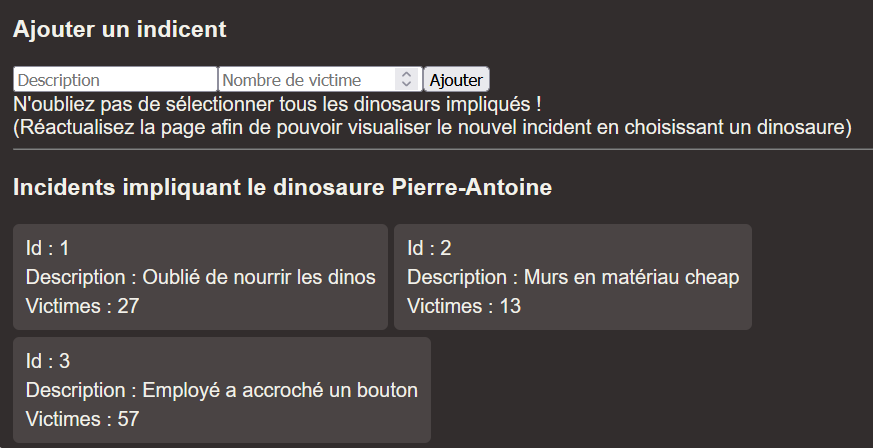 Ajouter un indicent
Description Nombre de victime Ajouter
N'oubliez pas de sélectionner tous les dinosaurs impliqués !
(Réactualisez la page afin de pouvoir visualiser le nouvel incident en choisissant un dinosaure)
Incidents impliquant le dinosaure Pierre-Antoine
Id : 1
Description : Oublié de nourrir les dinos
Victimes : 27
Id : 2
Description : Murs en matériau cheap
Victimes : 13
Id : 3
Description : Employé a accroché un bouton
Victimes : 57